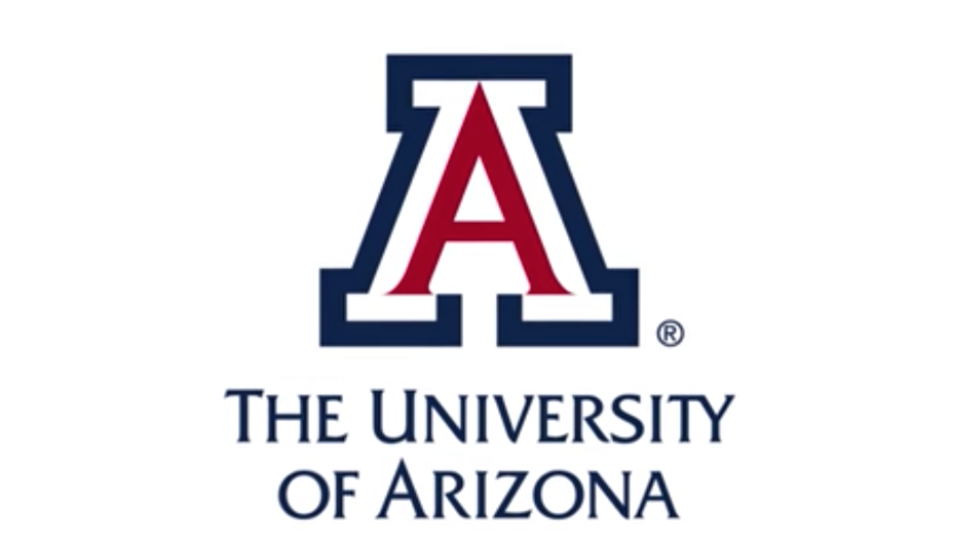 A
®
THE UNIVERSITY
OF ARIZONA